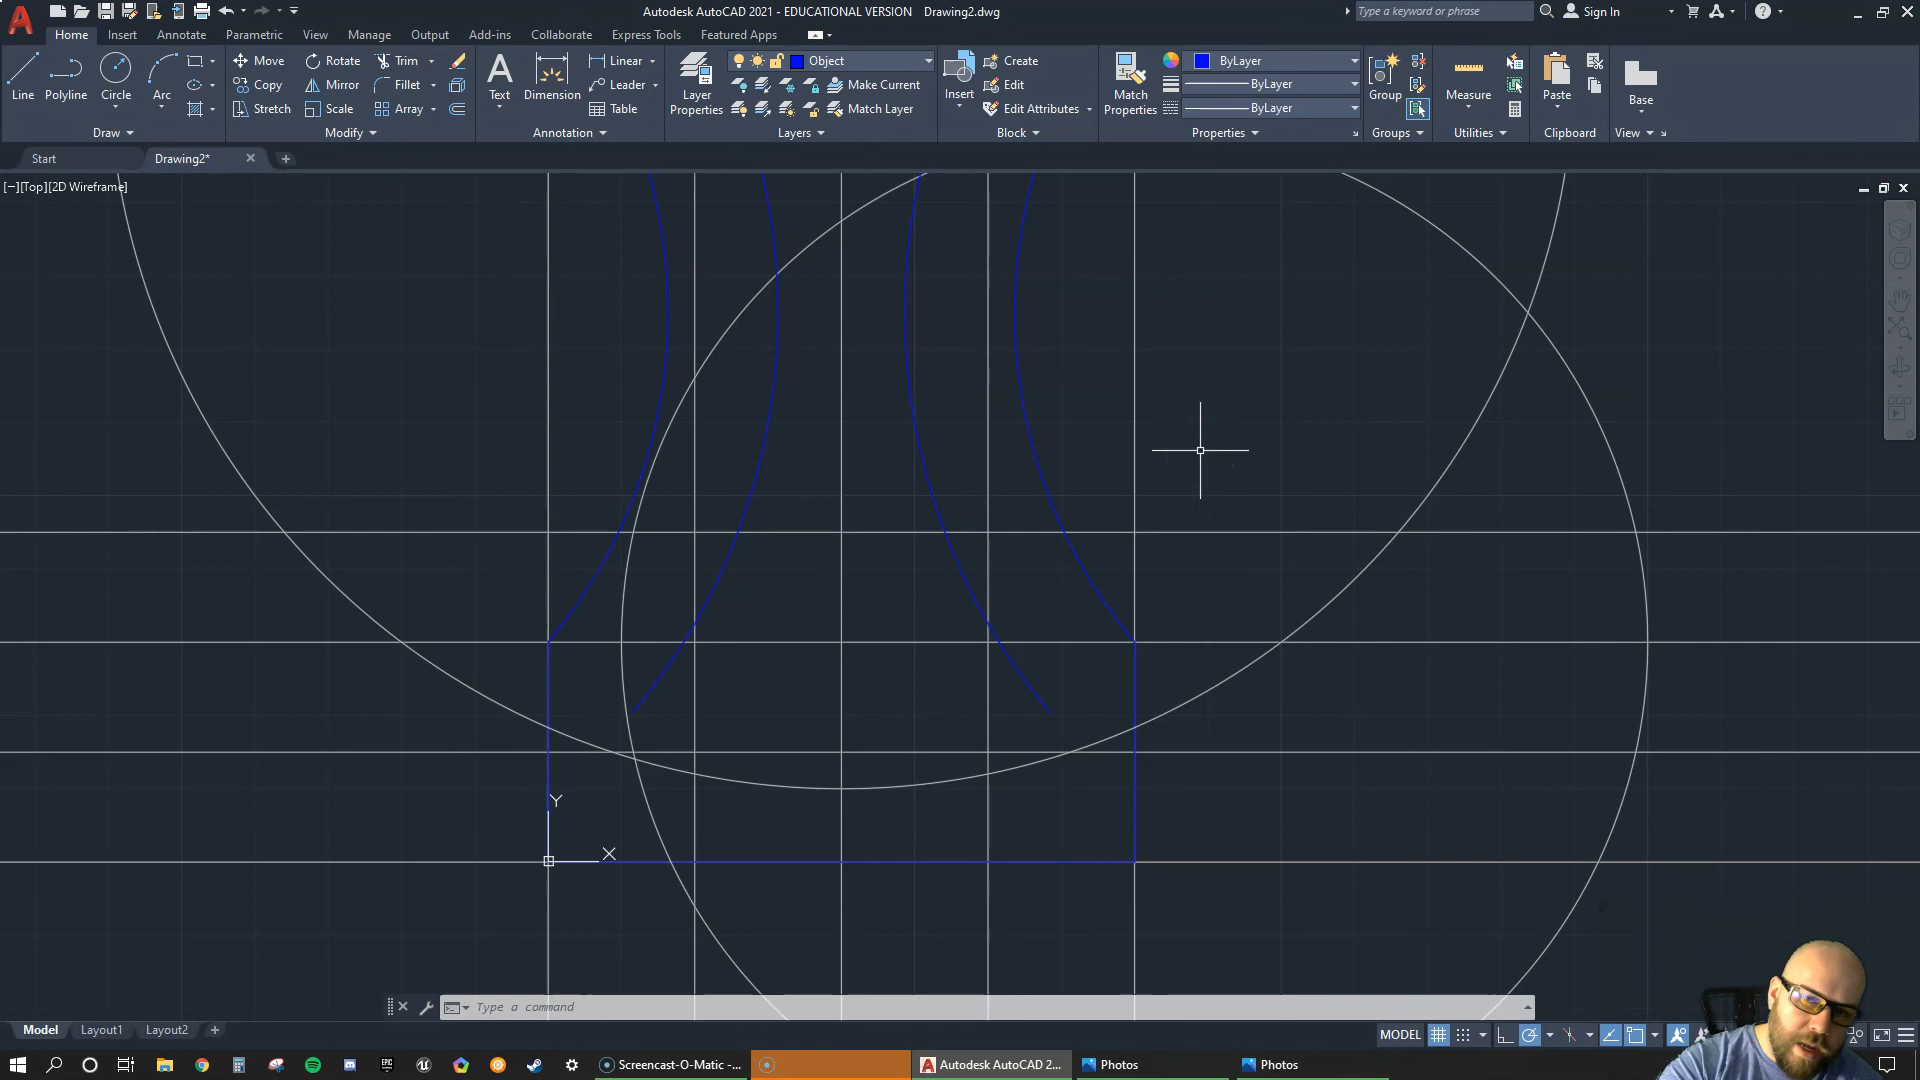 Autodesk AutoCAD 2021 - EDUCATIONAL VERSION Drawing2.dwg
Type a keyword or phrase
Sign In
Home Insert Annotate Parametric View Manage Output Add-ins Collaborate Express Tools Featured Apps
Line Polyline Circle Arc
Draw
Move Rotate Trim
Copy Mirror Fillet
Stretch Scale Array
Modify
Text Dimension
Linear
Leader
Table
Annotation
Layer Properties
Object
Make Current
Match Layer
Layers
Insert
Create
Edit
Edit Attributes
Block
Match Properties
ByLayer
ByLayer
ByLayer
Properties
Group
Groups
Measure
Utilities
Paste
Clipboard
Base
View
Start Drawing2*
[−][Top][2D Wireframe]
Y
X
Type a command
Model Layout1 Layout2
MODEL
Screencast-O-Matic -... Autodesk AutoCAD 2... Photos Photos